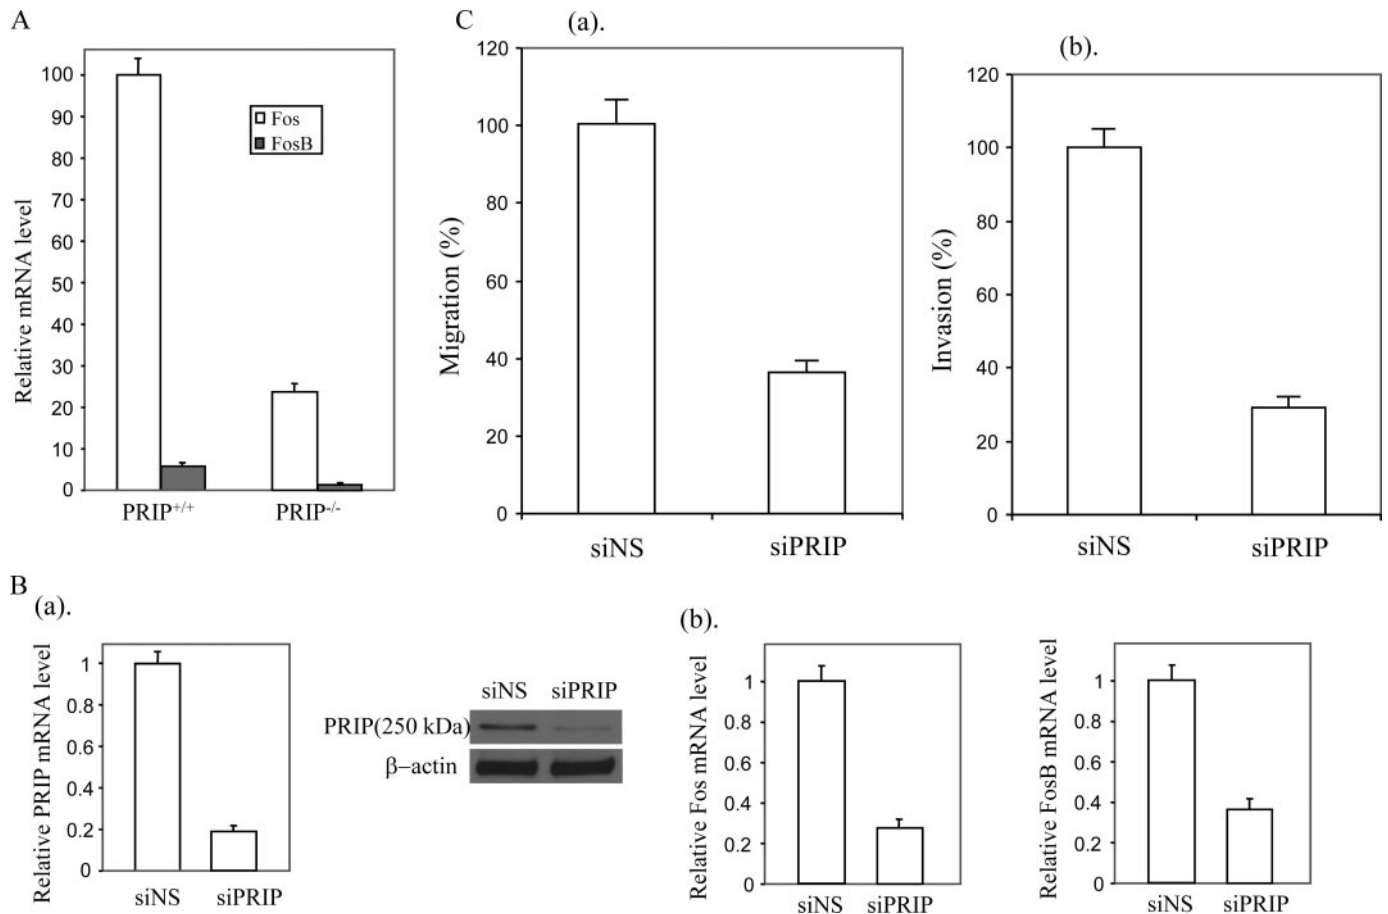 A
Relative mRNA level
100
90
80
70
60
50
40
30
20
10
0
Fos
FosB
PRIP+/+ PRIP-/-
C
(a).
Migration (%)
120
100
80
60
40
20
0
siNS siPRIP
(b).
Invasion (%)
120
100
80
60
40
20
0
siNS siPRIP
B
(a).
Relative PRIP mRNA level
1
0.8
0.6
0.4
0.2
0
siNS siPRIP
siNS siPRIP
PRIP(250 kDa)
β–actin
(b).
Relative Fos mRNA level
1
0.8
0.6
0.4
0.2
0
siNS siPRIP
Relative FosB mRNA level
1
0.8
0.6
0.4
0.2
0
siNS siPRIP